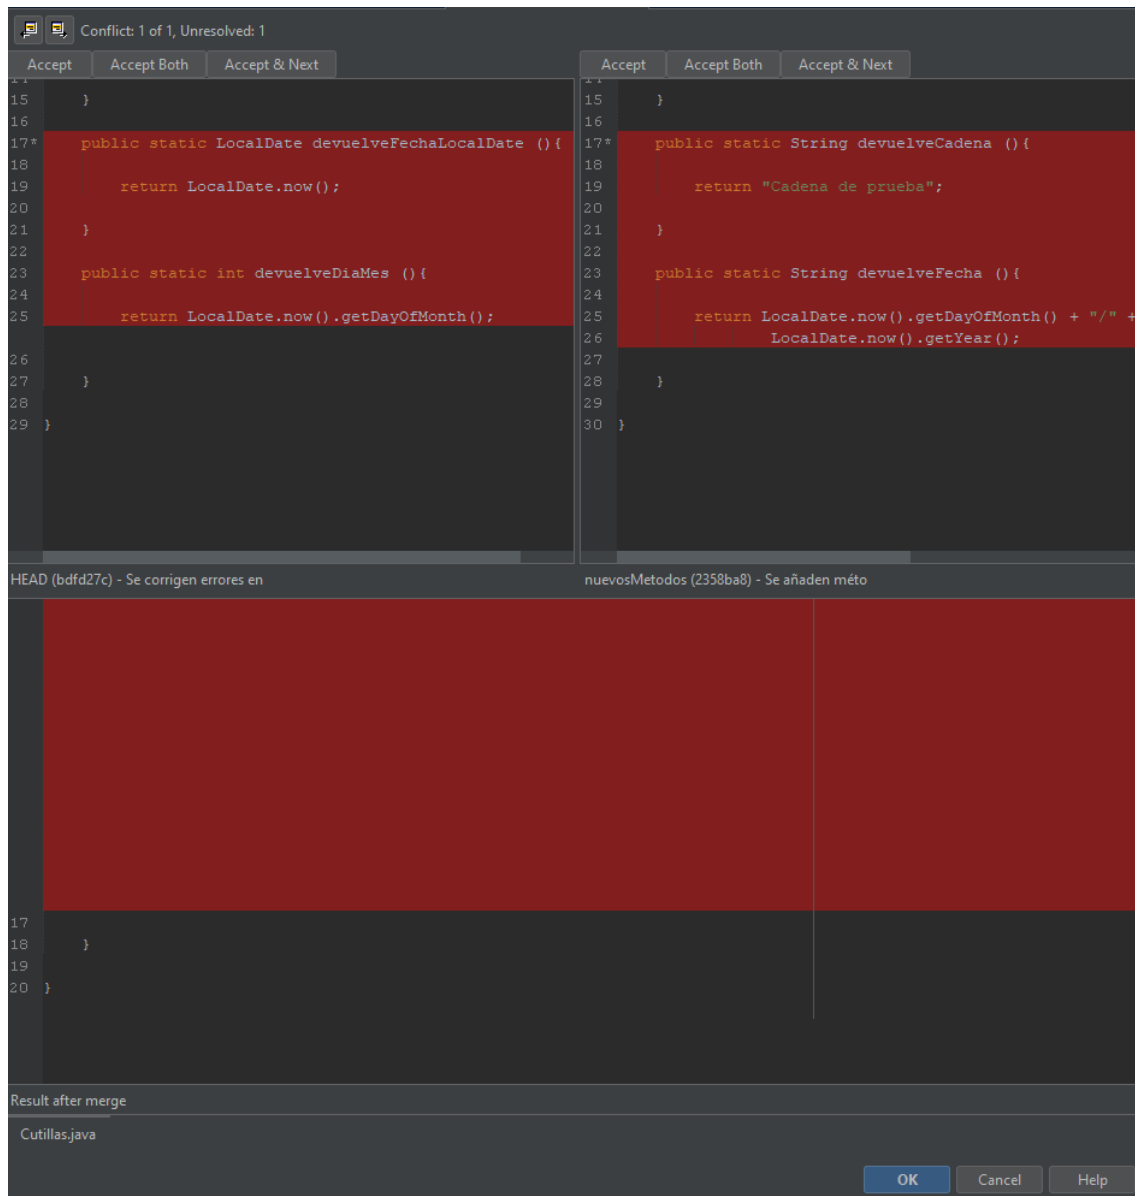 Conflict: 1 of 1, Unresolved: 1
Accept Accept Both Accept & Next
15 }
16
17* public static LocalDate devuelveFechaLocalDate (){
18
19 return LocalDate.now();
20
21 }
22
23 public static int devuelveDiaMes (){
24
25 return LocalDate.now().getDayOfMonth();
26
27 }
28
29 }
HEAD (bdfd27c) - Se corrigen errores en
Accept Accept Both Accept & Next
15 }
16
17* public static String devuelveCadena (){
18
19 return "Cadena de prueba";
20
21 }
22
23 public static String devuelveFecha (){
24
25 return LocalDate.now().getDayOfMonth() + "/" +
26 LocalDate.now().getYear();
27
28 }
29
30 }
nuevosMetodos (2358ba8) - Se añaden méto
17
18 }
19
20 }
Result after merge
Cutillas.java
OK Cancel Help